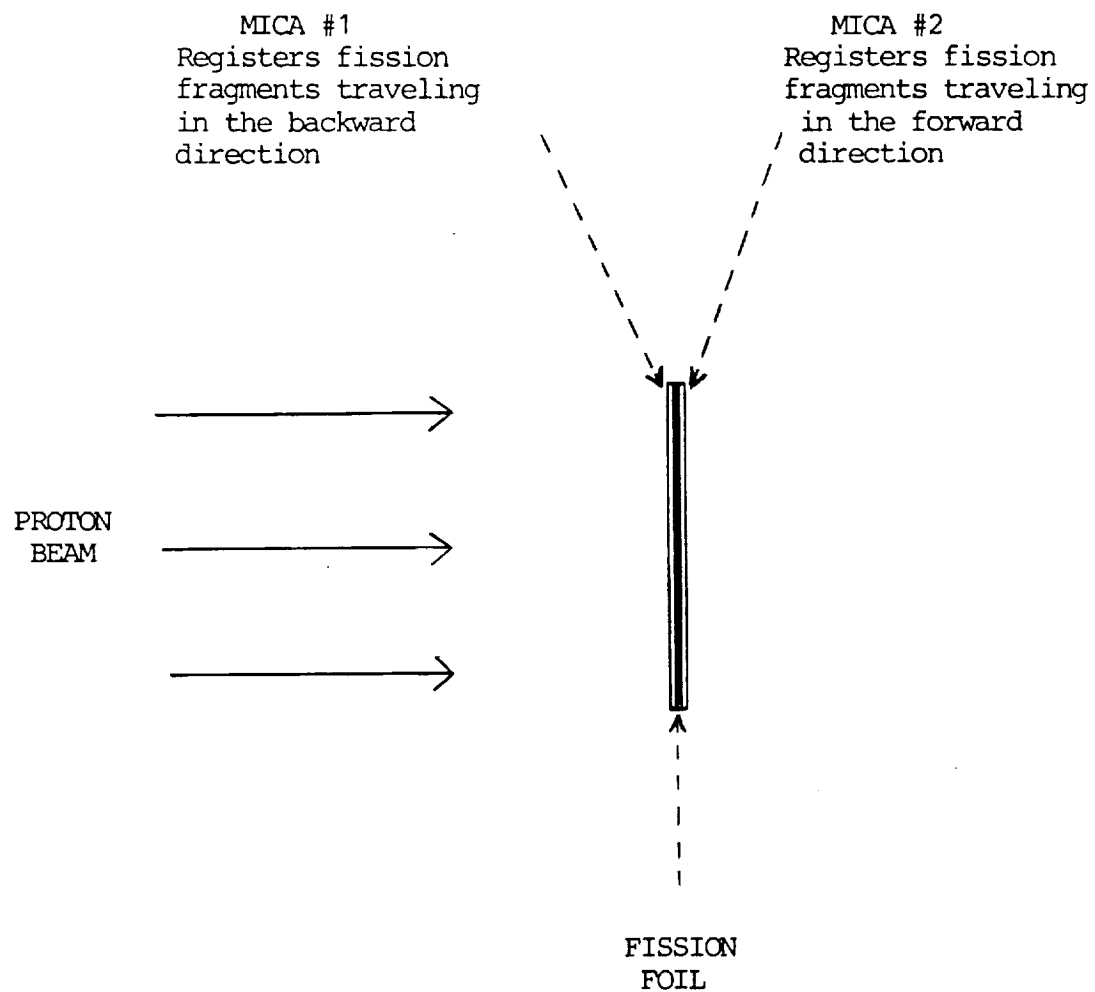 MICA #1
Registers fission
fragments traveling
in the backward
direction
MICA #2
Registers fission
fragments traveling
in the forward
direction
PROTON
BEAM
FISSION
FOIL